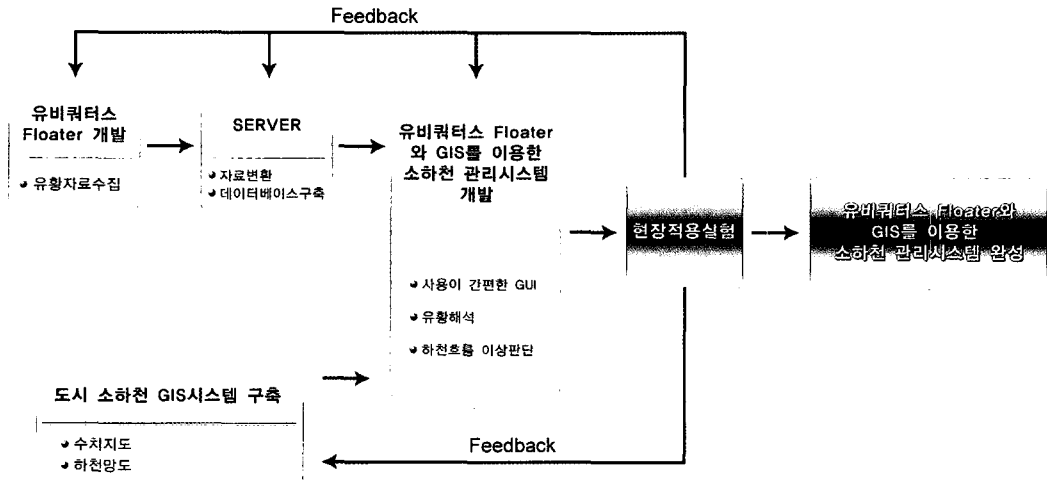 Feedback
유비쿼터스
Floater 개발
유황자료수집
SERVER
자료변환
데이터베이스구축
유비쿼터스 Floater
와 GIS를 이용한
소하천 관리시스템
개발
사용이 간편한 GUI
유황해석
하천흐름 이상판단
현장적용실험
유비쿼터스 Floater와
GIS를 이용한
소하천 관리시스템 완성
도시 소하천 GIS시스템 구축
수치지도
하천망도
Feedback